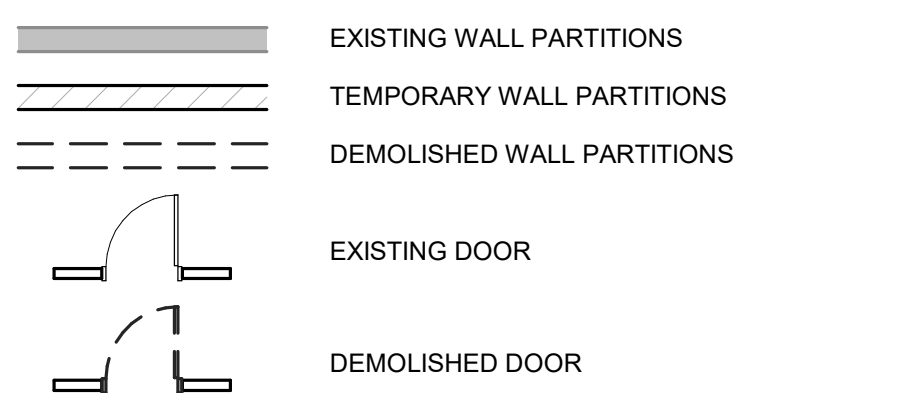 EXISTING WALL PARTITIONS
TEMPORARY WALL PARTITIONS
DEMOLISHED WALL PARTITIONS
EXISTING DOOR
DEMOLISHED DOOR